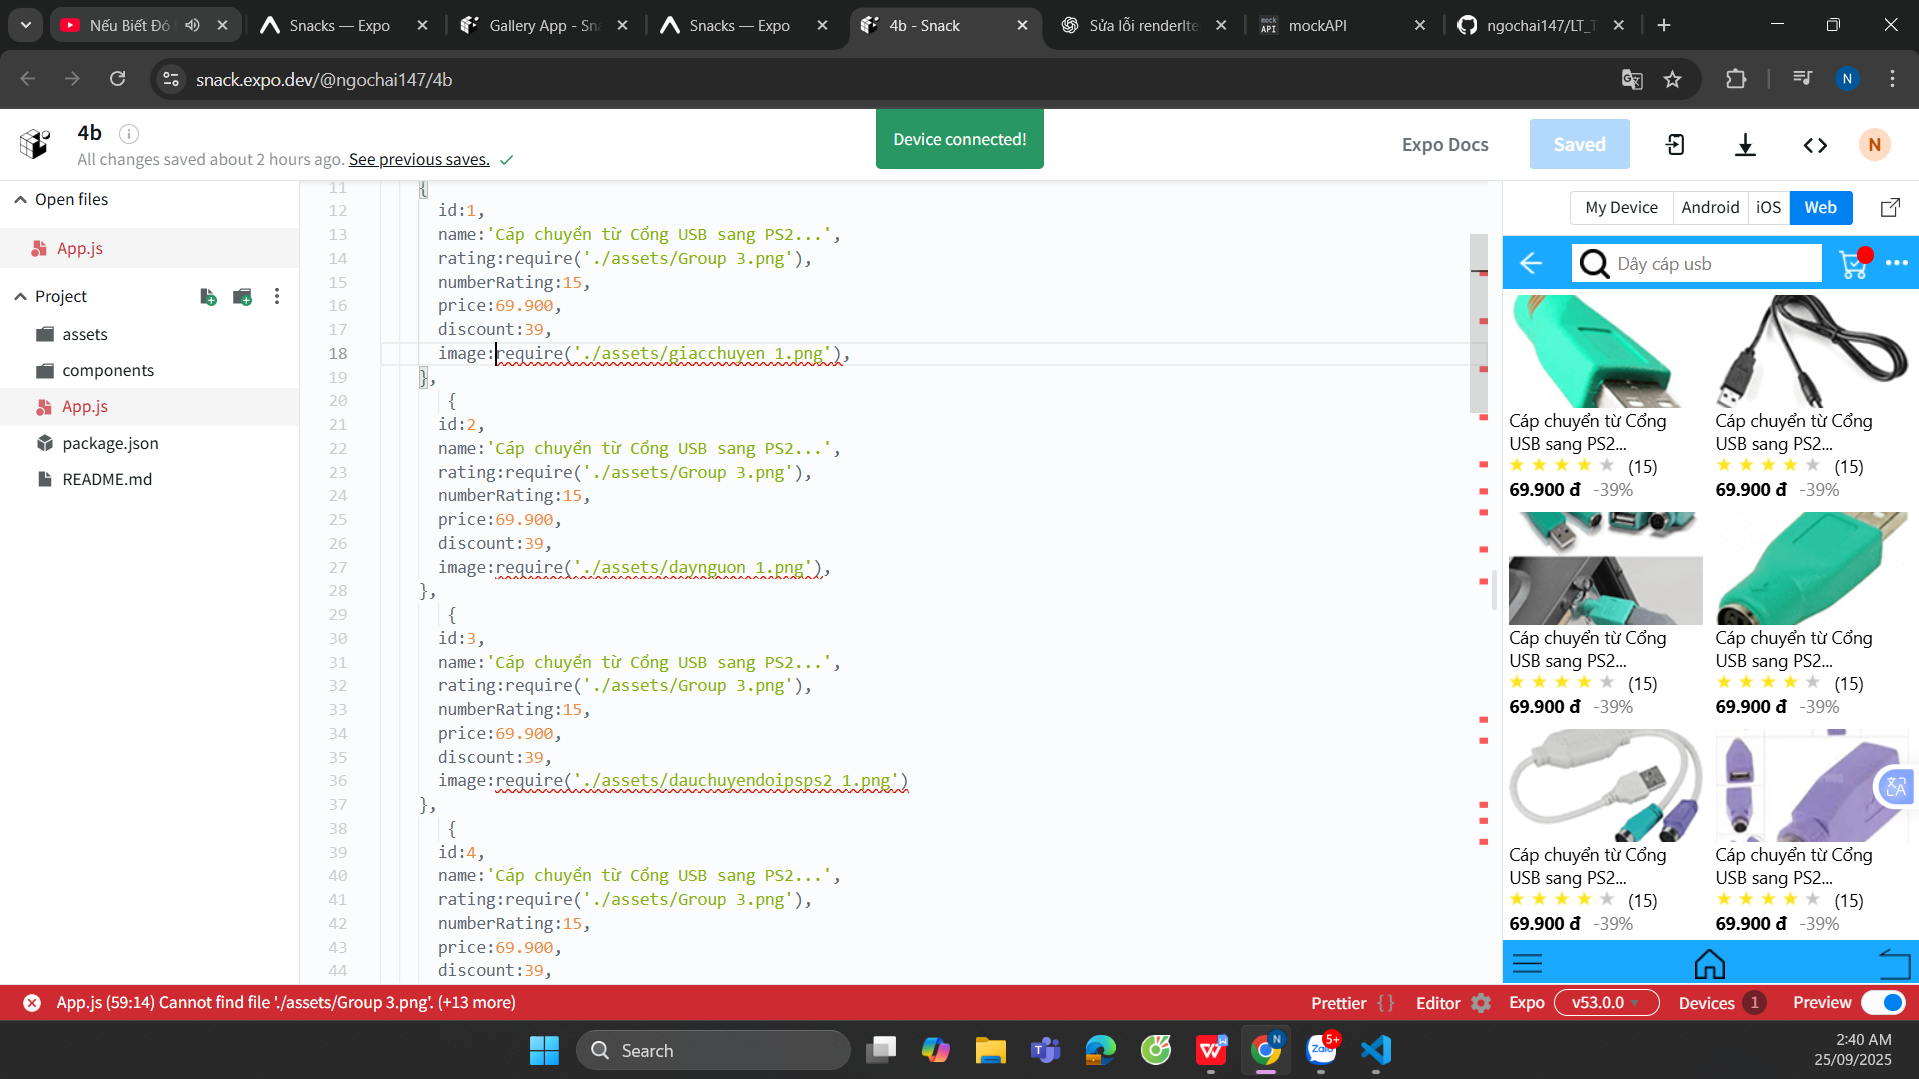 Nếu Biết Đó
Snacks — Expo
Gallery App - Sna
Snacks — Expo
4b - Snack
Sửa lỗi renderIte
mock API
mockAPI
ngochai147/LT_T
snack.expo.dev/@ngochai147/4b
N
4b
All changes saved about 2 hours ago. See previous saves.
Device connected!
Expo Docs
Saved
N
Open files
App.js
Project
assets
components
App.js
package.json
README.md
11 {
12 id:1,
13 name:'Cáp chuyển từ Cổng USB sang PS2...',
14 rating:require('./assets/Group 3.png'),
15 numberRating:15,
16 price:69.900,
17 discount:39,
18 image:require('./assets/giacchuyen 1.png'),
19 },
20 {
21 id:2,
22 name:'Cáp chuyển từ Cổng USB sang PS2...',
23 rating:require('./assets/Group 3.png'),
24 numberRating:15,
25 price:69.900,
26 discount:39,
27 image:require('./assets/daynguon 1.png'),
28 },
29 {
30 id:3,
31 name:'Cáp chuyển từ Cổng USB sang PS2...',
32 rating:require('./assets/Group 3.png'),
33 numberRating:15,
34 price:69.900,
35 discount:39,
36 image:require('./assets/dauchuyendoipsps2 1.png')
37 },
38 {
39 id:4,
40 name:'Cáp chuyển từ Cổng USB sang PS2...',
41 rating:require('./assets/Group 3.png'),
42 numberRating:15,
43 price:69.900,
44 discount:39,
My Device
Android
iOS
Web
Dây cáp usb
Cáp chuyển từ Cổng
USB sang PS2...
(15)
69.900 đ -39%
Cáp chuyển từ Cổng
USB sang PS2...
(15)
69.900 đ -39%
Cáp chuyển từ Cổng
USB sang PS2...
(15)
69.900 đ -39%
Cáp chuyển từ Cổng
USB sang PS2...
(15)
69.900 đ -39%
Cáp chuyển từ Cổng
USB sang PS2...
(15)
69.900 đ -39%
Cáp chuyển từ Cổng
USB sang PS2...
(15)
69.900 đ -39%
App.js (59:14) Cannot find file './assets/Group 3.png'. (+13 more)
Prettier { }
Editor
Expo
v53.0.0
Devices 1
Preview
Search
N
Zalo
5+
2:40 AM
25/09/2025